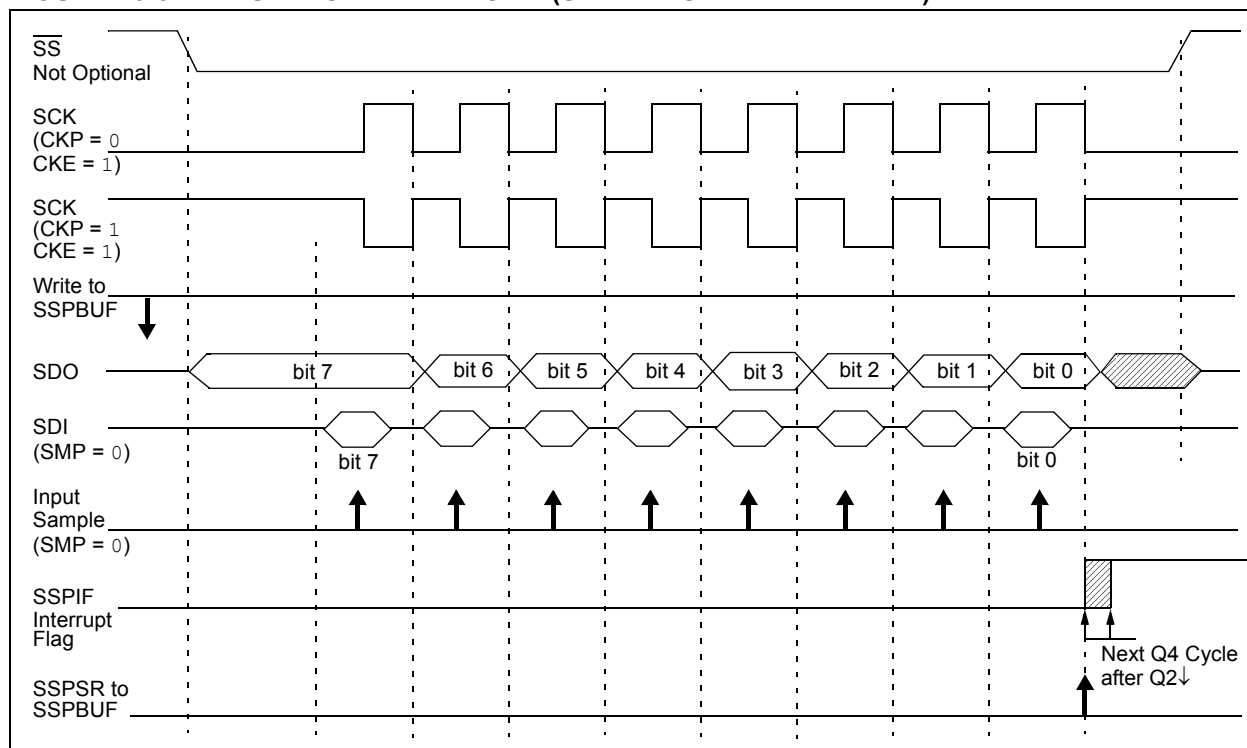 SS
Not Optional
SCK
(CKP = 0
CKE = 1)
SCK
(CKP = 1
CKE = 1)
Write to
SSPBUF
SDO
bit 7
bit 6
bit 5
bit 4
bit 3
bit 2
bit 1
bit 0
SDI
(SMP = 0)
bit 7
bit 0
Input
Sample
(SMP = 0)
SSPIF
Interrupt
Flag
Next Q4 Cycle
after Q2↓
SSPSR to
SSPBUF